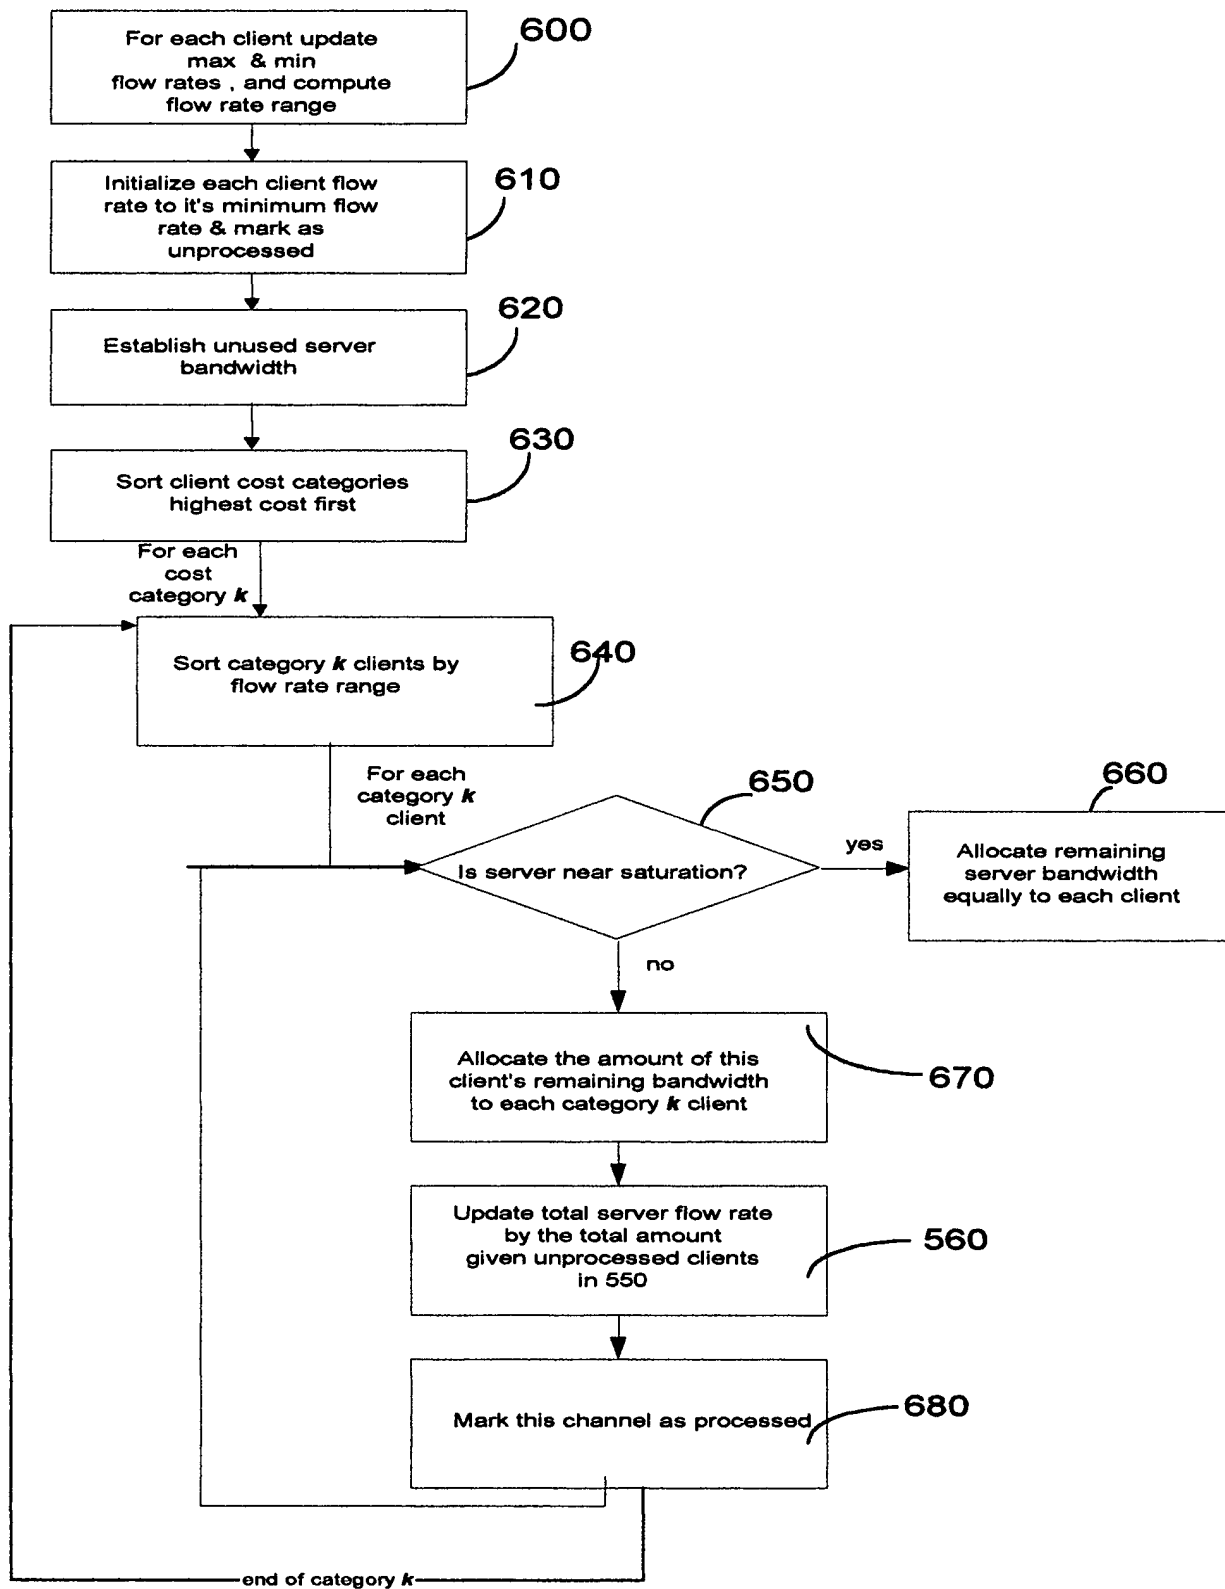 For each client update
max & min
flow rates , and compute
flow rate range
600
Initialize each client flow
rate to it's minimum flow
rate & mark as
unprocessed
610
Establish unused server
bandwidth
620
Sort client cost categories
highest cost first
630
For each
cost
category k
Sort category k clients by
flow rate range
640
For each
category k
client
Is server near saturation?
650
yes
Allocate remaining
server bandwidth
equally to each client
660
no
Allocate the amount of this
client's remaining bandwidth
to each category k client
670
Update total server flow rate
by the total amount
given unprocessed clients
in 550
560
Mark this channel as processed
680
end of category k